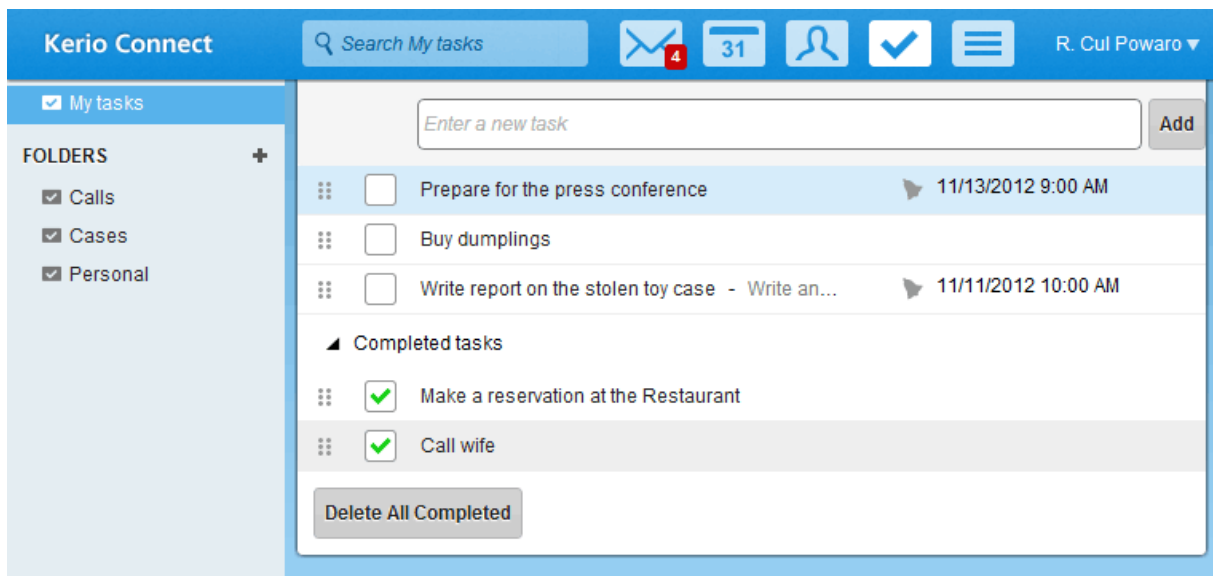 Kerio Connect
Search My tasks
4
31
R. Cul Powaro
My tasks
FOLDERS
Calls
Cases
Personal
Enter a new task
Add
Prepare for the press conference 11/13/2012 9:00 AM
Buy dumplings
Write report on the stolen toy case - Write an... 11/11/2012 10:00 AM
Completed tasks
Make a reservation at the Restaurant
Call wife
Delete All Completed